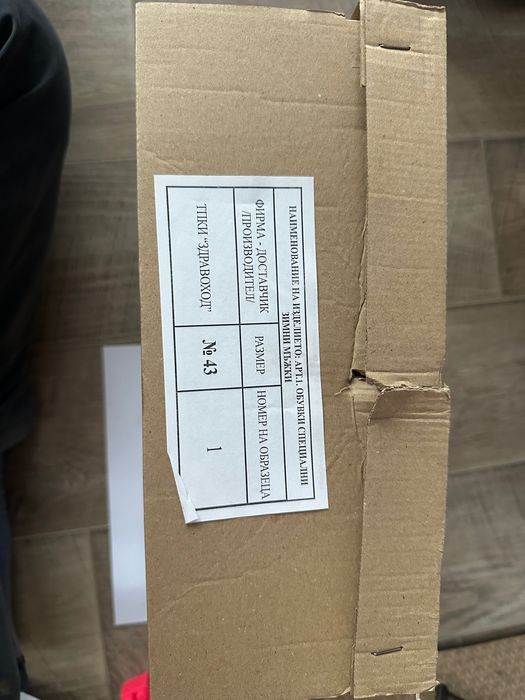 НАИМЕНОВАНИЕ НА ИЗДЕЛИЕТО: АРТ.1. ОБУВКИ СПЕЦИАЛНИ
ЗИМНИ МЪЖКИ
ФИРМА - ДОСТАВЧИК
/ПРОИЗВОДИТЕЛ/
РАЗМЕР
НОМЕР НА ОБРАЗЕЦА
ТПКИ "ЗДРАВОХОД"
№ 43
1